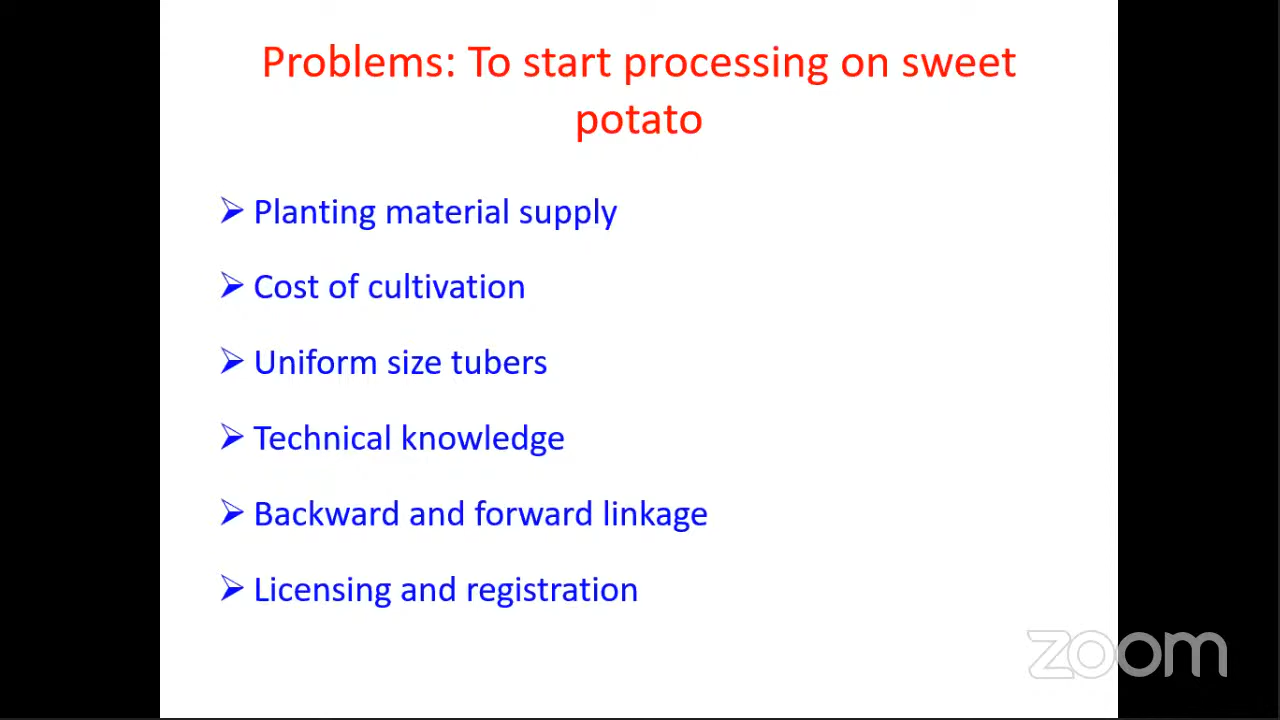 Problems: To start processing on sweet
potato
➢ Planting material supply
➢ Cost of cultivation
➢ Uniform size tubers
➢ Technical knowledge
➢ Backward and forward linkage
➢ Licensing and registration
zoom